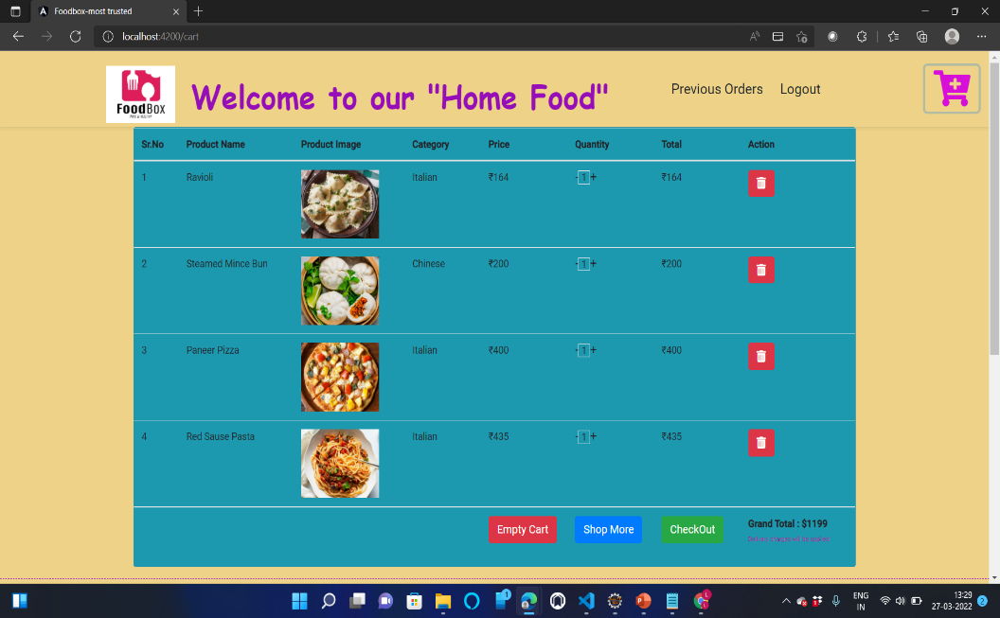 Foodbox-most trusted
localhost:4200/cart
FoodBox
Welcome to our "Home Food"
Previous Orders Logout
Sr.No Product Name Product Image Category Price Quantity Total Action
1 Ravioli Italian ₹164 -1+ ₹164
2 Steamed Mince Bun Chinese ₹200 -1+ ₹200
3 Paneer Pizza Italian ₹400 -1+ ₹400
4 Red Sause Pasta Italian ₹435 -1+ ₹435
Empty Cart Shop More CheckOut Grand Total : $1199
ENG
IN
13:29
27-03-2022
2